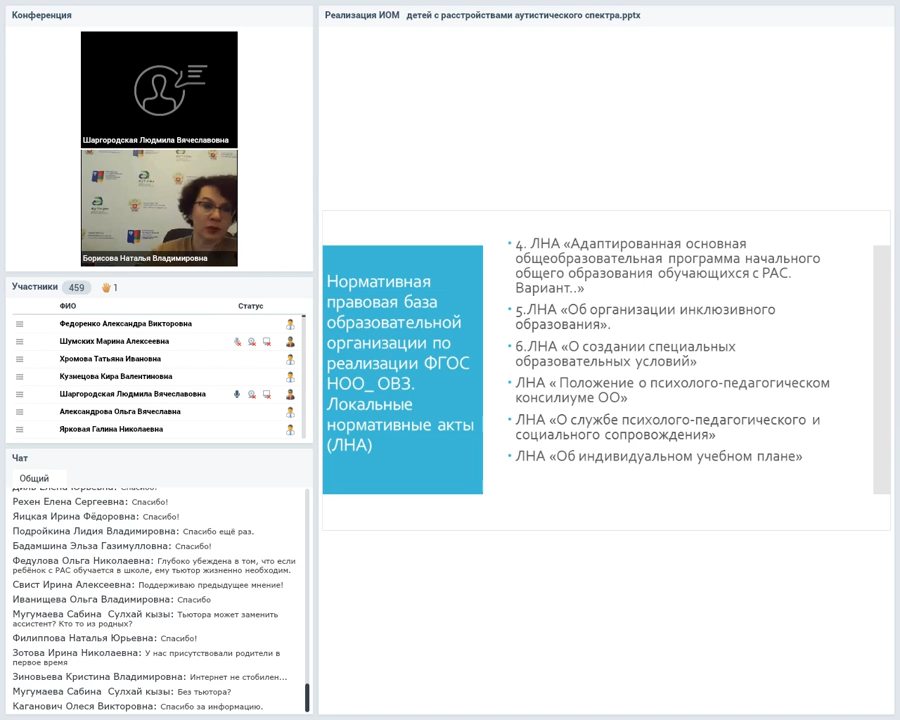 Конференция
Шаргородская Людмила Вячеславовна
Борисова Наталья Владимировна
Участники 459 1
ФИО Статус
Федоренко Александра Викторовна
Шумских Марина Алексеевна
Хромова Татьяна Ивановна
Кузнецова Кира Валентиновна
Шаргородская Людмила Вячеславовна
Александрова Ольга Вячеславна
Ярковая Галина Николаевна
Чат
Общий
Рехен Елена Сергеевна: Спасибо!
Яицкая Ирина Фёдоровна: Спасибо!
Подройкина Лидия Владимировна: Спасибо ещё раз.
Бадамшина Эльза Газимулловна: Спасибо!
Федулова Ольга Николаевна: Глубоко убеждена в том, что если
ребёнок с РАС обучается в школе, ему тьютор жизненно необходим.
Свист Ирина Алексеевна: Поддерживаю предыдущее мнение!
Иванищева Ольга Владимировна: Спасибо
Мугумаева Сабина Сулхай кызы: Тьютора может заменить
ассистент? Кто то из родных?
Филиппова Наталья Юрьевна: Спасибо!
Зотова Ирина Николаевна: У нас присутствовали родители в
первое время
Зиновьева Кристина Владимировна: Интернет не стобилен...
Мугумаева Сабина Сулхай кызы: Без тьютора?
Каганович Олеся Викторовна: Спасибо за информацию.
Реализация ИОМ детей с расстройствами аутистического спектра.pptx
Нормативная
правовая база
образовательной
организации по
реализации ФГОС
НОО_ ОВЗ.
Локальные
нормативные акты
(ЛНА)
• 4. ЛНА «Адаптированная основная
общеобразовательная программа начального
общего образования обучающихся с РАС.
Вариант..»
• 5.ЛНА «Об организации инклюзивного
образования».
• 6.ЛНА «О создании специальных
образовательных условий»
• ЛНА « Положение о психолого-педагогическом
консилиуме ОО»
• ЛНА «О службе психолого-педагогического и
социального сопровождения»
• ЛНА «Об индивидуальном учебном плане»